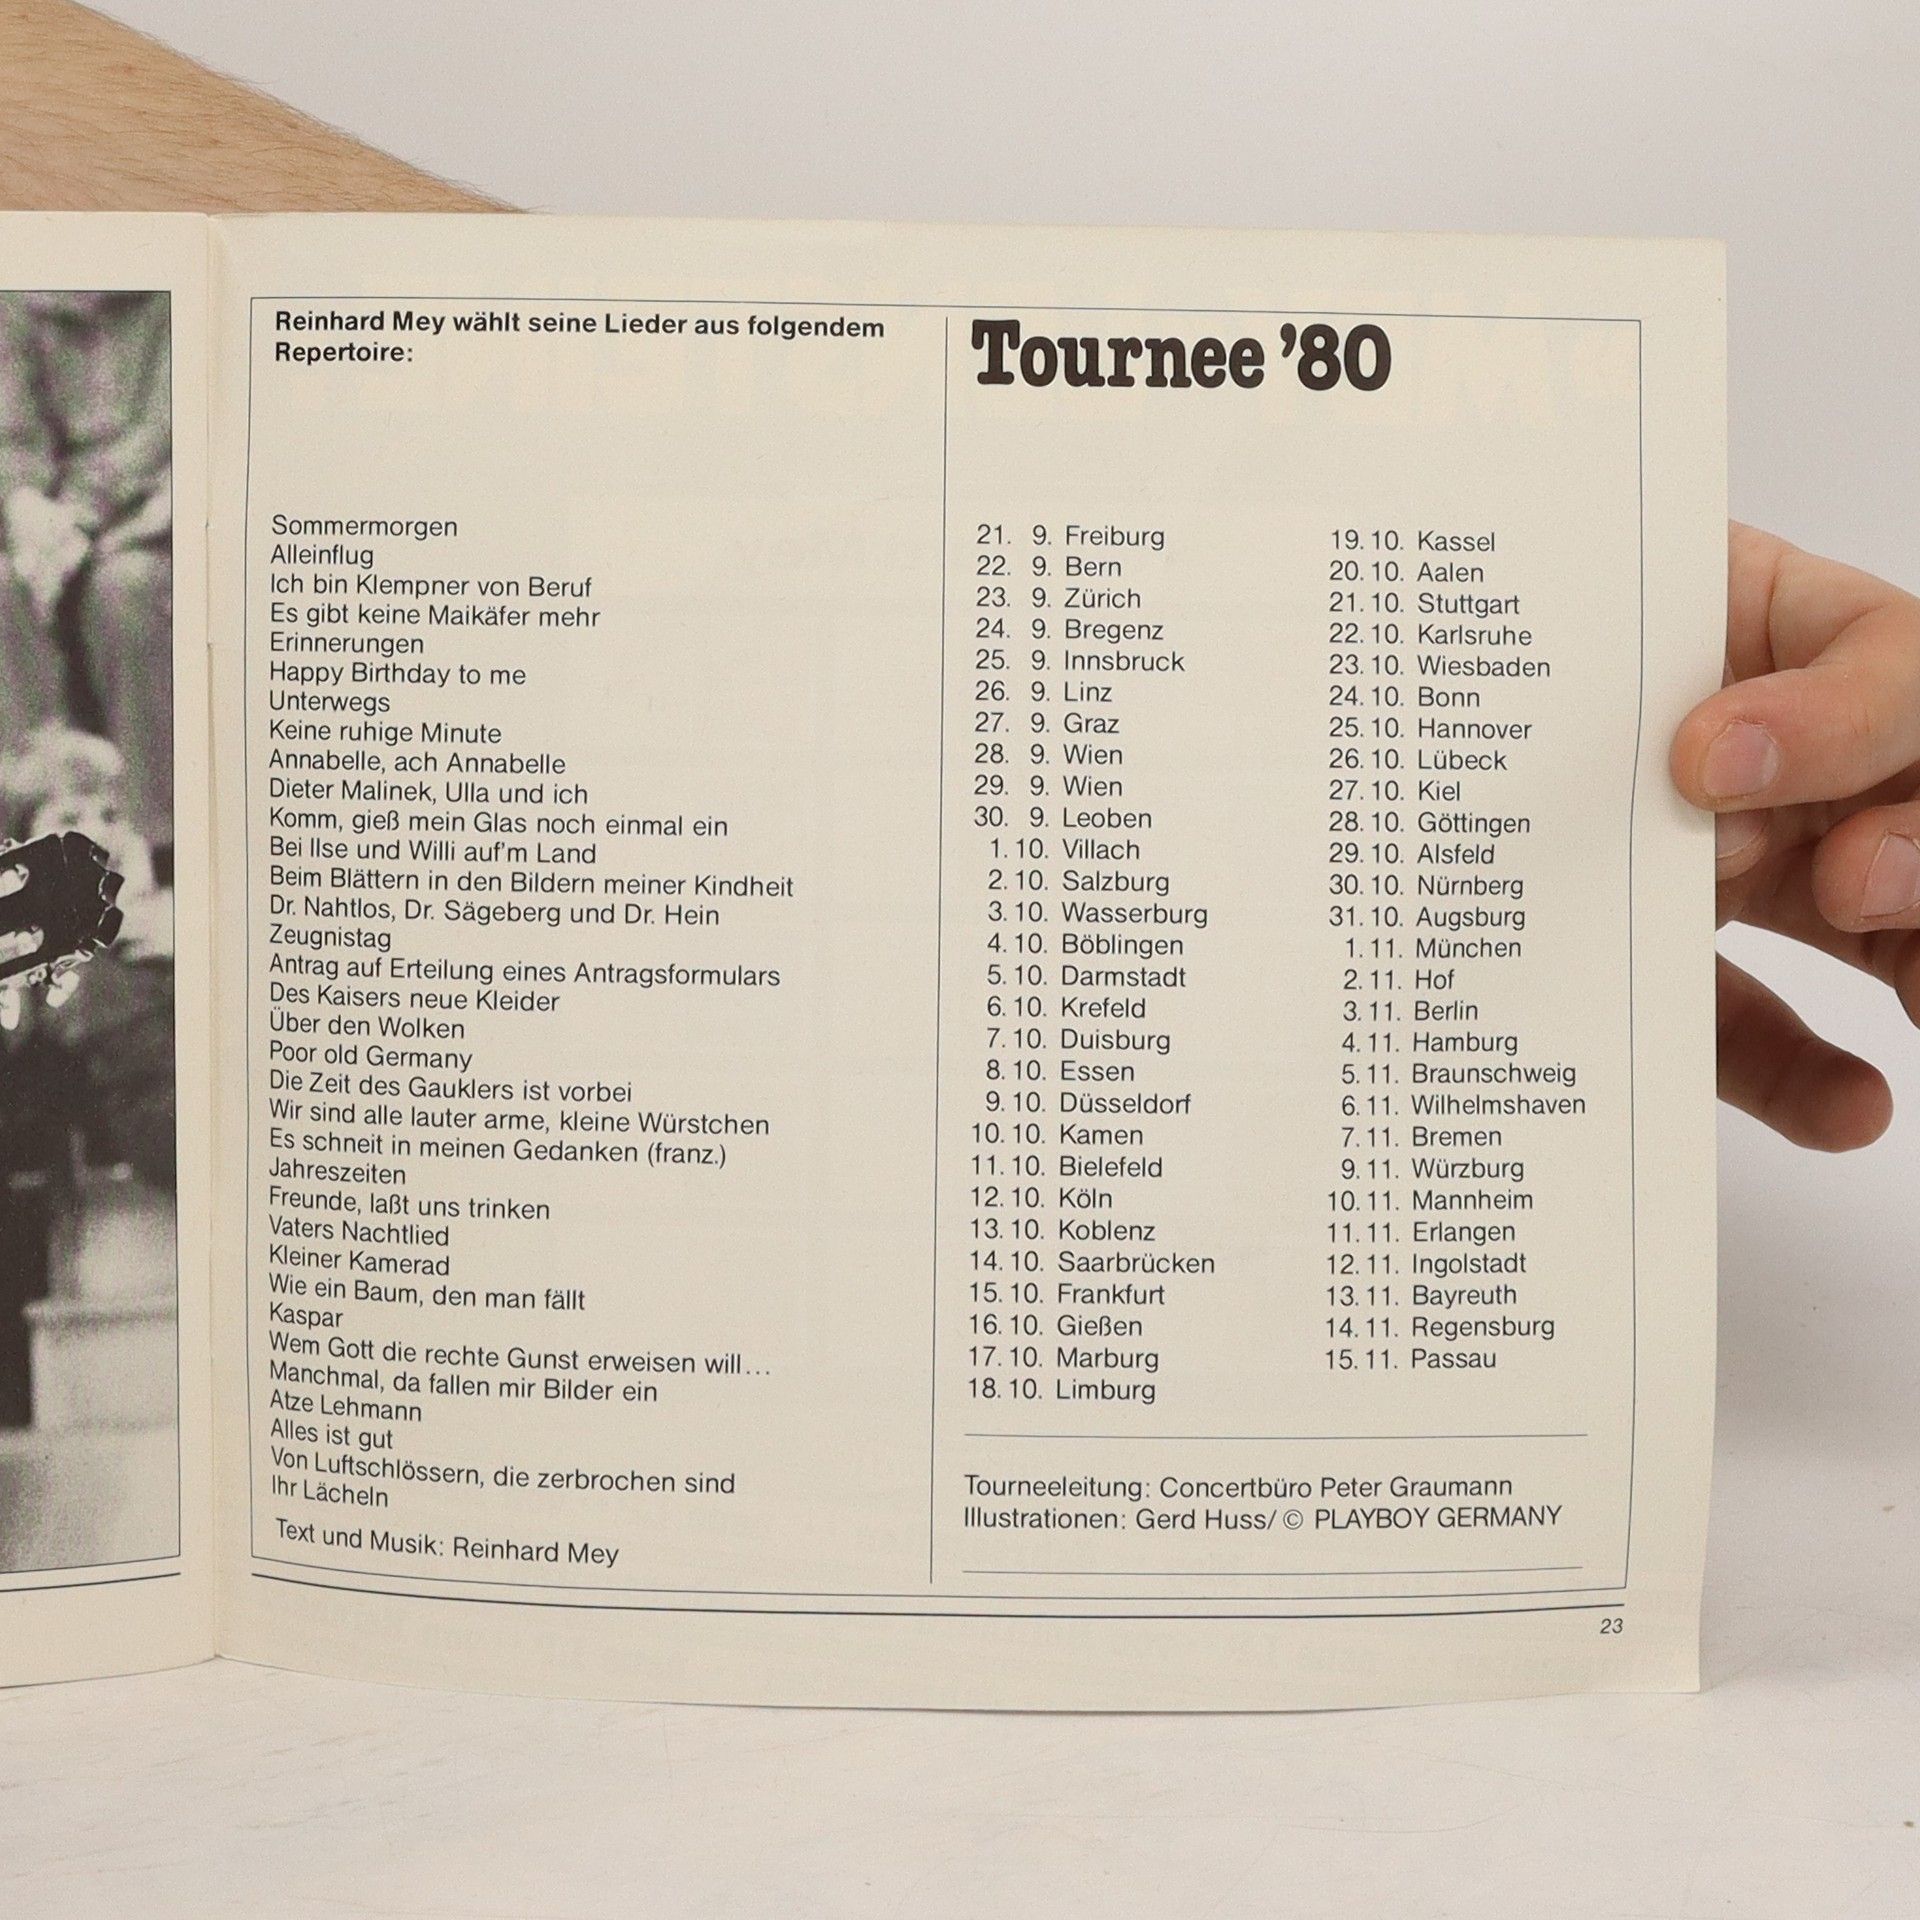 Reinhard Mey wählt seine Lieder aus folgendem
Repertoire:
Sommermorgen
Alleinflug
Ich bin Klempner von Beruf
Es gibt keine Maikäfer mehr
Erinnerungen
Happy Birthday to me
Unterwegs
Keine ruhige Minute
Annabelle, ach Annabelle
Dieter Malinek, Ulla und ich
Komm, gieß mein Glas noch einmal ein
Bei Ilse und Willi auf'm Land
Beim Blättern in den Bildern meiner Kindheit
Dr. Nahtlos, Dr. Sägeberg und Dr. Hein
Zeugnistag
Antrag auf Erteilung eines Antragsformulars
Des Kaisers neue Kleider
Über den Wolken
Poor old Germany
Die Zeit des Gauklers ist vorbei
Wir sind alle lauter arme, kleine Würstchen
Es schneit in meinen Gedanken (franz.)
Jahreszeiten
Freunde, laßt uns trinken
Vaters Nachtlied
Kleiner Kamerad
Wie ein Baum, den man fällt
Kaspar
Wem Gott die rechte Gunst erweisen will...
Manchmal, da fallen mir Bilder ein
Atze Lehmann
Alles ist gut
Von Luftschlössern, die zerbrochen sind
Ihr Lächeln
Text und Musik: Reinhard Mey
Tournee '80
21. 9. Freiburg
22. 9. Bern
23. 9. Zürich
24. 9. Bregenz
25. 9. Innsbruck
26. 9. Linz
27. 9. Graz
28. 9. Wien
29. 9. Wien
30. 9. Leoben
1. 10. Villach
2. 10. Salzburg
3. 10. Wasserburg
4. 10. Böblingen
5. 10. Darmstadt
6. 10. Krefeld
7. 10. Duisburg
8. 10. Essen
9. 10. Düsseldorf
10. 10. Kamen
11. 10. Bielefeld
12. 10. Köln
13. 10. Koblenz
14. 10. Saarbrücken
15. 10. Frankfurt
16. 10. Gießen
17. 10. Marburg
18. 10. Limburg
19. 10. Kassel
20. 10. Aalen
21. 10. Stuttgart
22. 10. Karlsruhe
23. 10. Wiesbaden
24. 10. Bonn
25. 10. Hannover
26. 10. Lübeck
27. 10. Kiel
28. 10. Göttingen
29. 10. Alsfeld
30. 10. Nürnberg
31. 10. Augsburg
1. 11. München
2. 11. Hof
3. 11. Berlin
4. 11. Hamburg
5. 11. Braunschweig
6. 11. Wilhelmshaven
7. 11. Bremen
9. 11. Würzburg
10. 11. Mannheim
11. 11. Erlangen
12. 11. Ingolstadt
13. 11. Bayreuth
14. 11. Regensburg
15. 11. Passau
Tourneeleitung: Concertbüro Peter Graumann
Illustrationen: Gerd Huss/ © PLAYBOY GERMANY
23